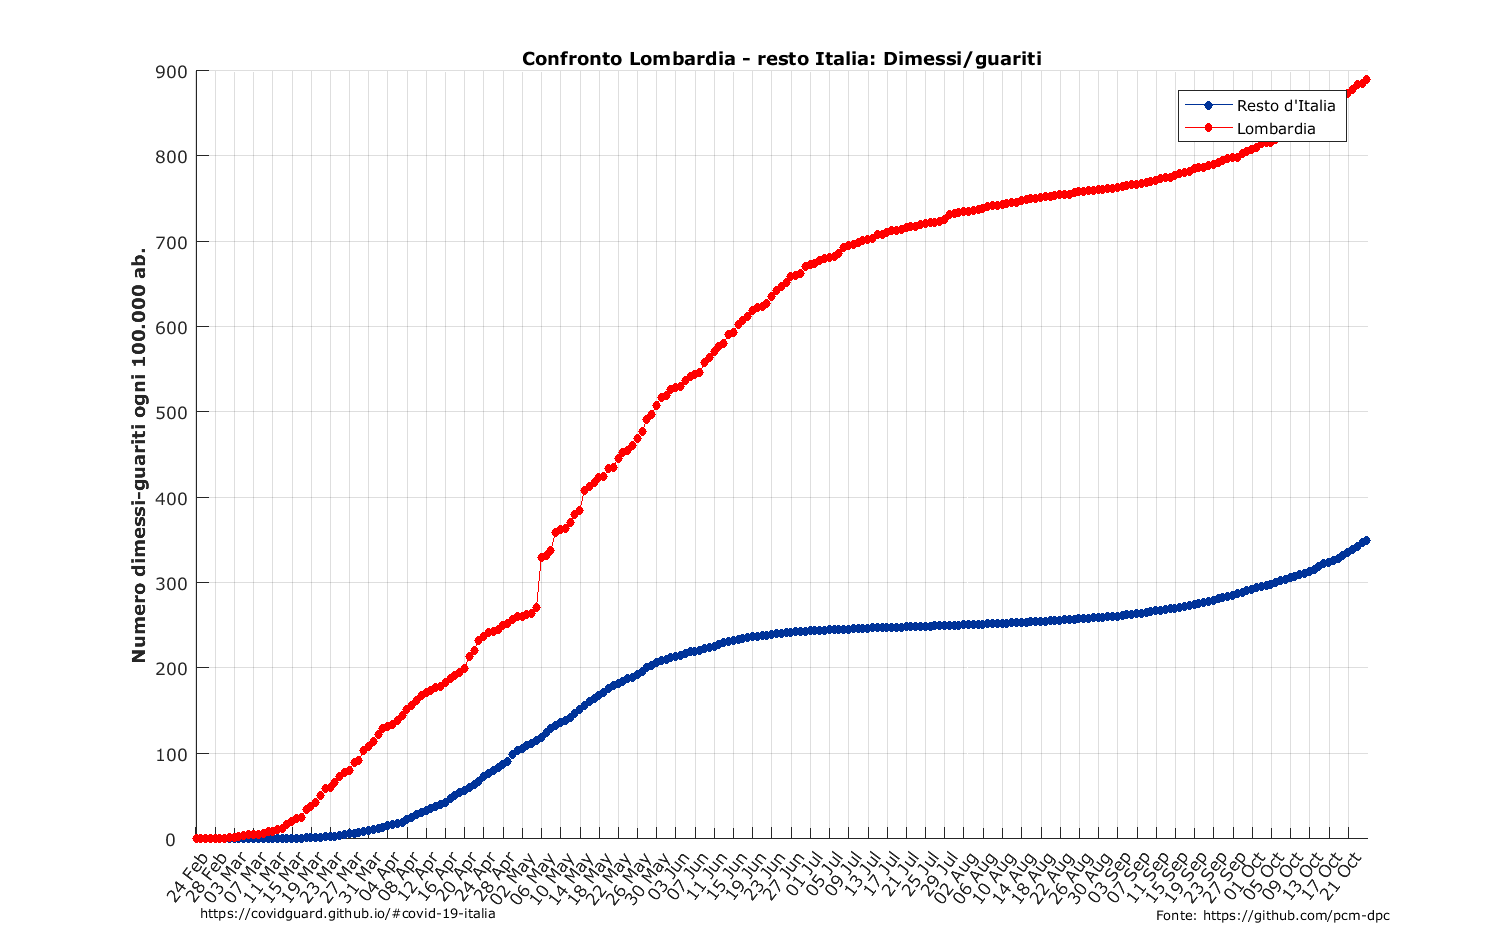 Confronto Lombardia - resto Italia: Dimessi/guariti
Numero dimessi-guariti ogni 100.000 ab.
900
800
700
600
500
400
300
200
100
0
Resto d'Italia
Lombardia
24 Feb
28 Feb
03 Mar
07 Mar
11 Mar
15 Mar
19 Mar
23 Mar
27 Mar
31 Mar
04 Apr
08 Apr
12 Apr
16 Apr
20 Apr
24 Apr
28 Apr
02 May
06 May
10 May
14 May
18 May
22 May
26 May
30 May
03 Jun
07 Jun
11 Jun
15 Jun
19 Jun
23 Jun
27 Jun
01 Jul
05 Jul
09 Jul
13 Jul
17 Jul
21 Jul
25 Jul
29 Jul
02 Aug
06 Aug
10 Aug
14 Aug
18 Aug
22 Aug
26 Aug
30 Aug
03 Sep
07 Sep
11 Sep
15 Sep
19 Sep
23 Sep
27 Sep
01 Oct
05 Oct
09 Oct
13 Oct
17 Oct
21 Oct
https://covidguard.github.io/#covid-19-italia
Fonte: https://github.com/pcm-dpc